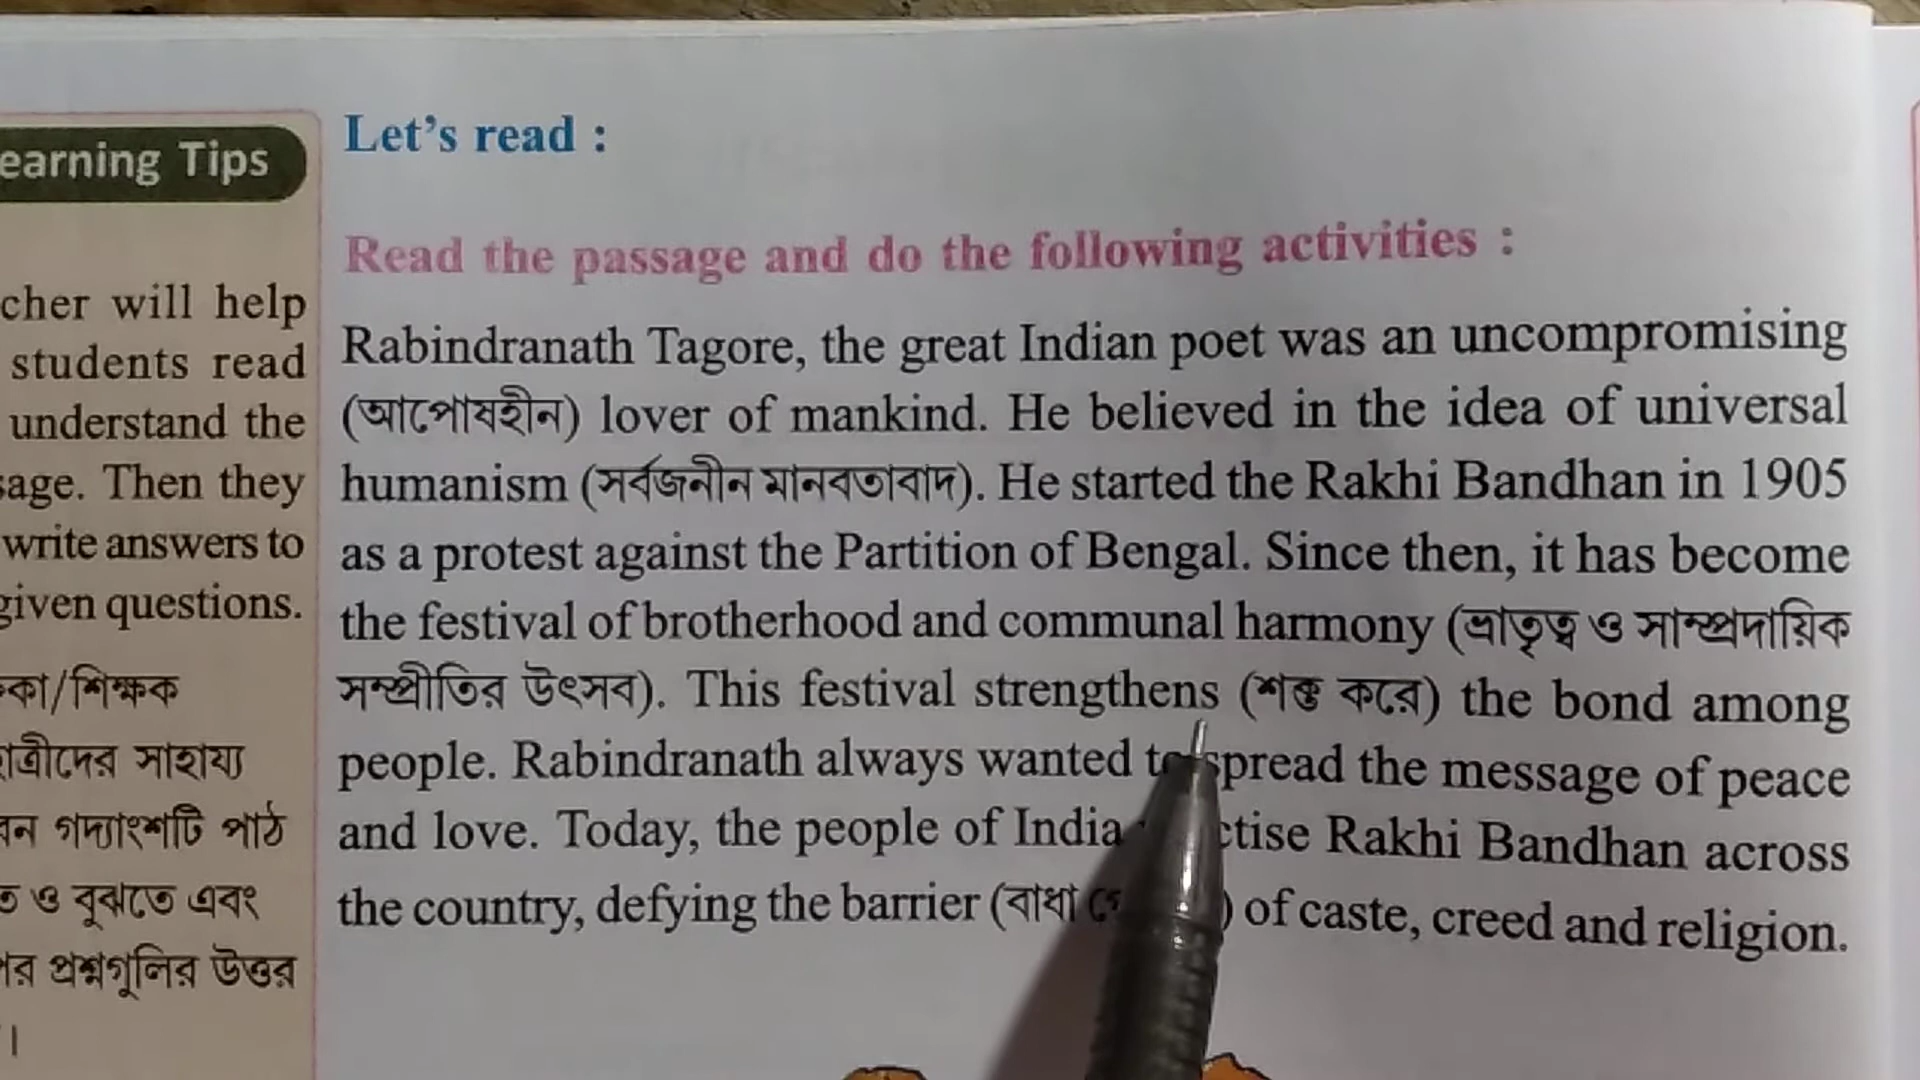 earning Tips
cher will help
students read
understand the
sage. Then they
write answers to
given questions.
কা/শিক্ষক
ছাত্রীদের সাহায্য
বন গদ্যাংশটি পাঠ
ত ও বুঝতে এবং
পর প্রশ্নগুলির উত্তর
।
Let's read :
Read the passage and do the following activities :
Rabindranath Tagore, the great Indian poet was an uncompromising
(আপোষহীন) lover of mankind. He believed in the idea of universal
humanism (সর্বজনীন মানবতাবাদ). He started the Rakhi Bandhan in 1905
as a protest against the Partition of Bengal. Since then, it has become
the festival of brotherhood and communal harmony (ভ্রাতৃত্ব ও সাম্প্রদায়িক
সম্প্রীতির উৎসব). This festival strengthens (শক্ত করে) the bond among
people. Rabindranath always wanted to spread the message of peace
and love. Today, the people of India Rakhi Bandhan across
the country, defying the barrier (বাধা ) of caste, creed and religion.